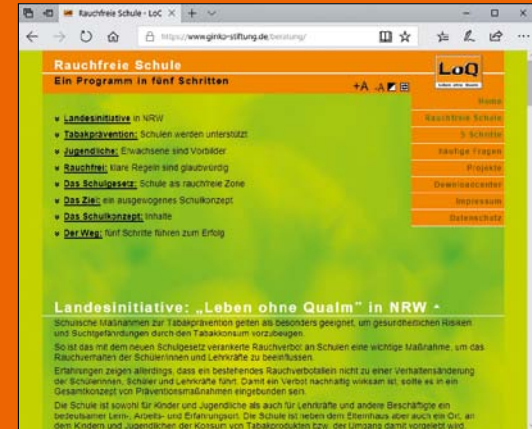 Rauchfreie Schule - LoC
https://www.ginko-stiftung.de/beratung/
Rauchfreie Schule
Ein Programm in fünf Schritten
+A -A
LoQ
Leben ohne Qualm
Home
Rauchfreie Schule
5 Schritte
häufige Fragen
Projekte
Downloadcenter
Impressum
Datenschutz
Landesinitiative in NRW
Tabakprävention: Schulen werden unterstützt
Jugendliche: Erwachsene sind Vorbilder
Rauchfrei: klare Regeln sind glaubwürdig
Das Schulgesetz: Schule als rauchfreie Zone
Das Ziel: ein ausgewogenes Schulkonzept
Das Schulkonzept: Inhalte
Der Weg: fünf Schritte führen zum Erfolg
Landesinitiative: „Leben ohne Qualm" in NRW
Schulische Maßnahmen zur Tabakprävention gelten als besonders geeignet, um gesundheitlichen Risiken
und Suchtgefährdungen durch den Tabakkonsum vorzubeugen.
So ist das mit dem neuen Schulgesetz verankerte Rauchverbot an Schulen eine wichtige Maßnahme, um das
Rauchverhalten der Schüler/innen und Lehrkräfte zu beeinflussen.
Erfahrungen zeigen allerdings, dass ein bestehendes Rauchverbot allein nicht zu einer Verhaltensänderung
der Schülerinnen, Schüler und Lehrkräfte führt. Damit ein Verbot nachhaltig wirksam ist, sollte es in ein
Gesamtkonzept von Präventionsmaßnahmen eingebunden sein.
Die Schule ist sowohl für Kinder und Jugendliche als auch für Lehrkräfte und andere Beschäftigte ein
bedeutsamer Lern-, Arbeits- und Erfahrungsort. Die Schule ist neben dem Elternhaus aber auch ein Ort, an
dem Kindern und Jugendlichen der Konsum von Tabakprodukten bzw. der Umgang damit vorgelebt wird.